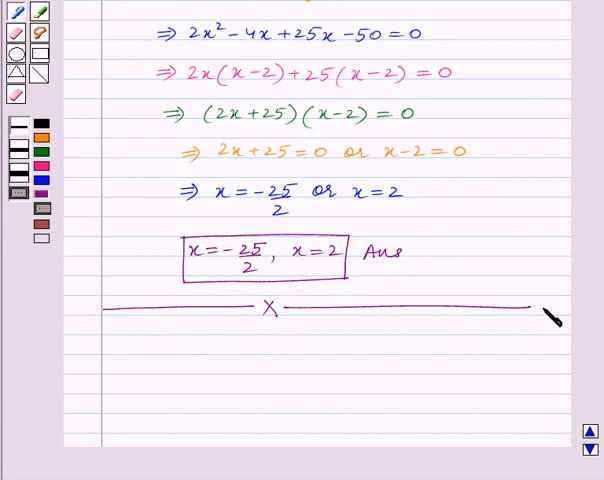 ⇒ 2x² - 4x + 25x - 50 = 0
⇒ 2x(x-2) + 25(x-2) = 0
⇒ (2x+25)(x-2) = 0
⇒ 2x+25 = 0 or x-2 = 0
⇒ x = -25/2 or x = 2
x = -25/2, x = 2 Ans
X